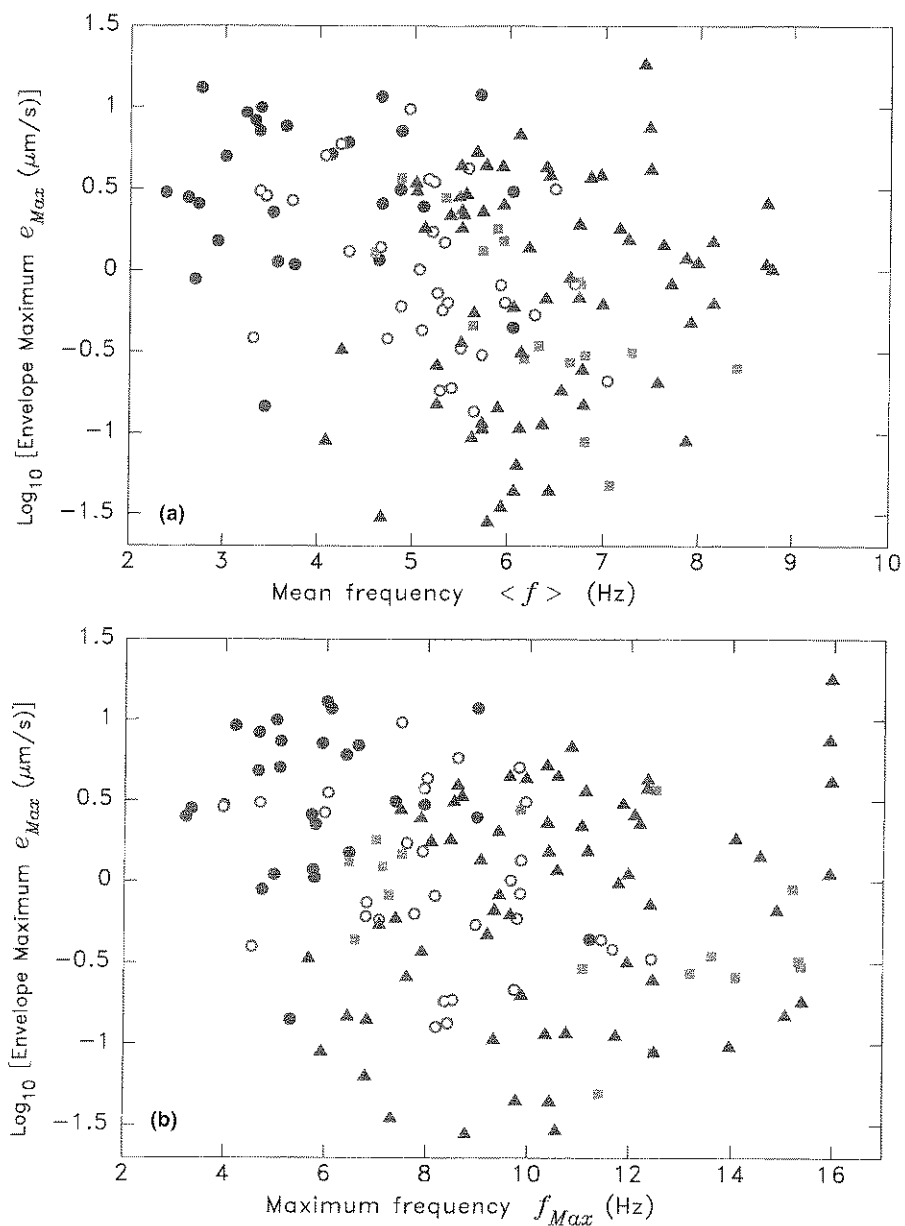 1.5
1
0.5
0
−0.5
−1
−1.5
Log10 [Envelope Maximum eMax (μm/s)]
(a)
2 3 4 5 6 7 8 9 10
Mean frequency <f> (Hz)
1.5
1
0.5
0
−0.5
−1
−1.5
Log10 [Envelope Maximum eMax (μm/s)]
(b)
2 4 6 8 10 12 14 16
Maximum frequency fMax (Hz)